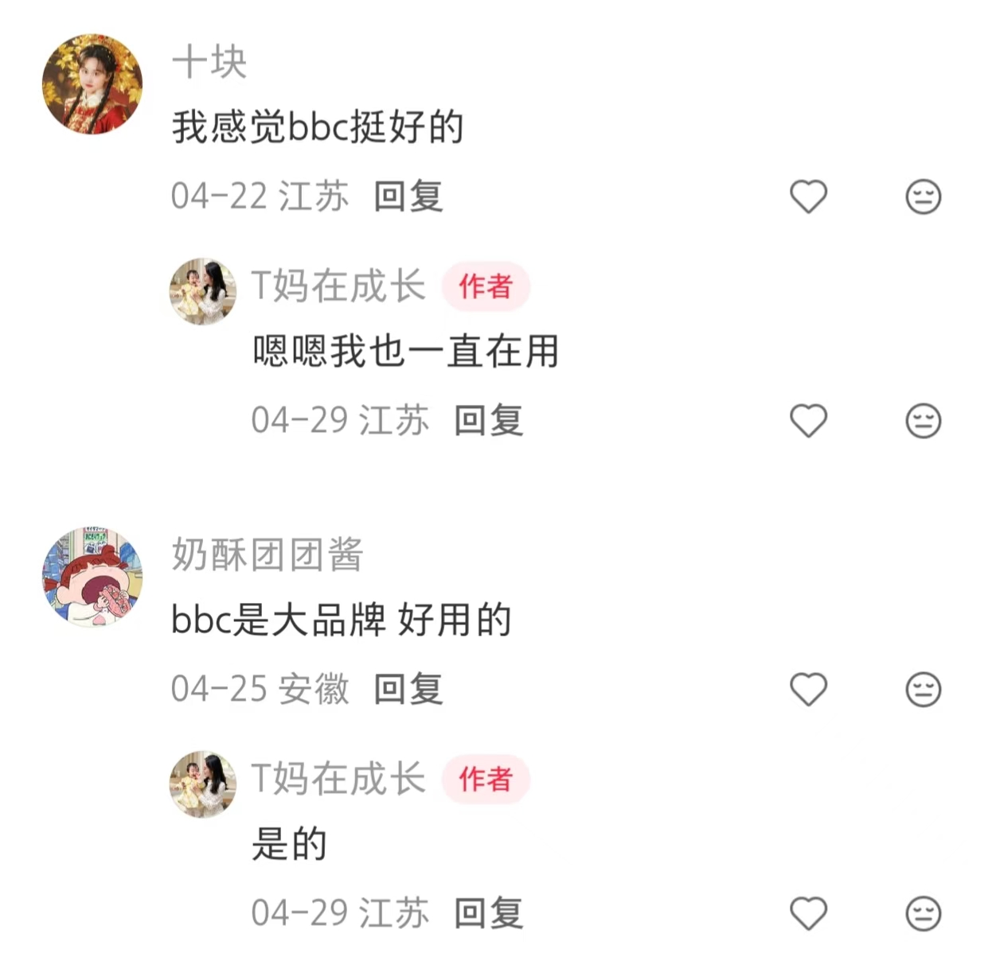 十块
我感觉bbc挺好的
04-22 江苏 回复
T妈在成长 作者
嗯嗯我也一直在用
04-29 江苏 回复
奶酥团团酱
bbc是大品牌 好用的
04-25 安徽 回复
T妈在成长 作者
是的
04-29 江苏 回复